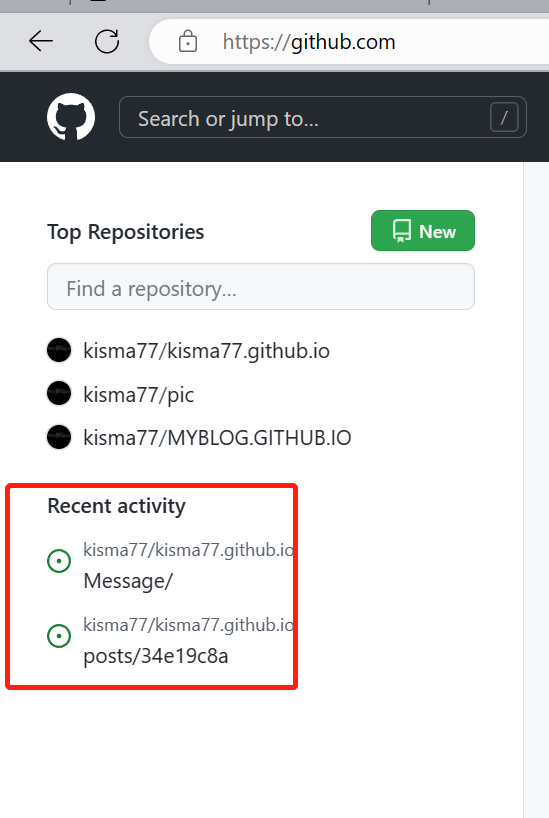 https://github.com
Search or jump to...
/
Top Repositories
New
Find a repository...
kisma77/kisma77.github.io
kisma77/pic
kisma77/MYBLOG.GITHUB.IO
Recent activity
kisma77/kisma77.github.io
Message/
kisma77/kisma77.github.io
posts/34e19c8a